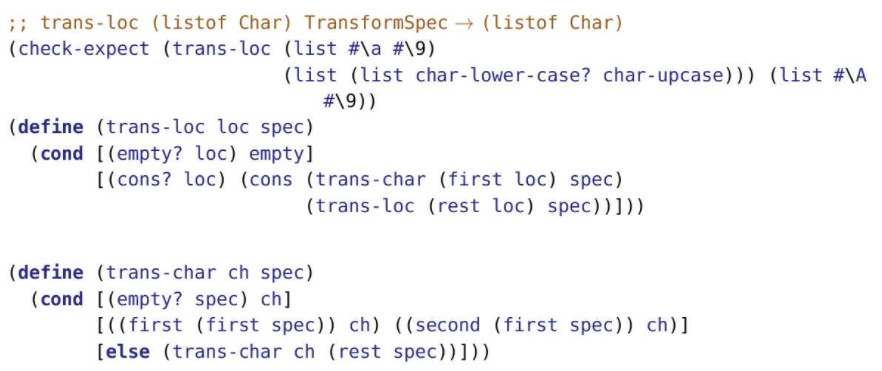 ;; trans-loc (listof Char) TransformSpec → (listof Char)
(check-expect (trans-loc (list #\a #\9)
(list (list char-lower-case? char-upcase))) (list #\A
#\9))
(define (trans-loc loc spec)
(cond [(empty? loc) empty]
[(cons? loc) (cons (trans-char (first loc) spec)
(trans-loc (rest loc) spec))]))
(define (trans-char ch spec)
(cond [(empty? spec) ch]
[((first (first spec)) ch) ((second (first spec)) ch)]
[else (trans-char ch (rest spec))]))